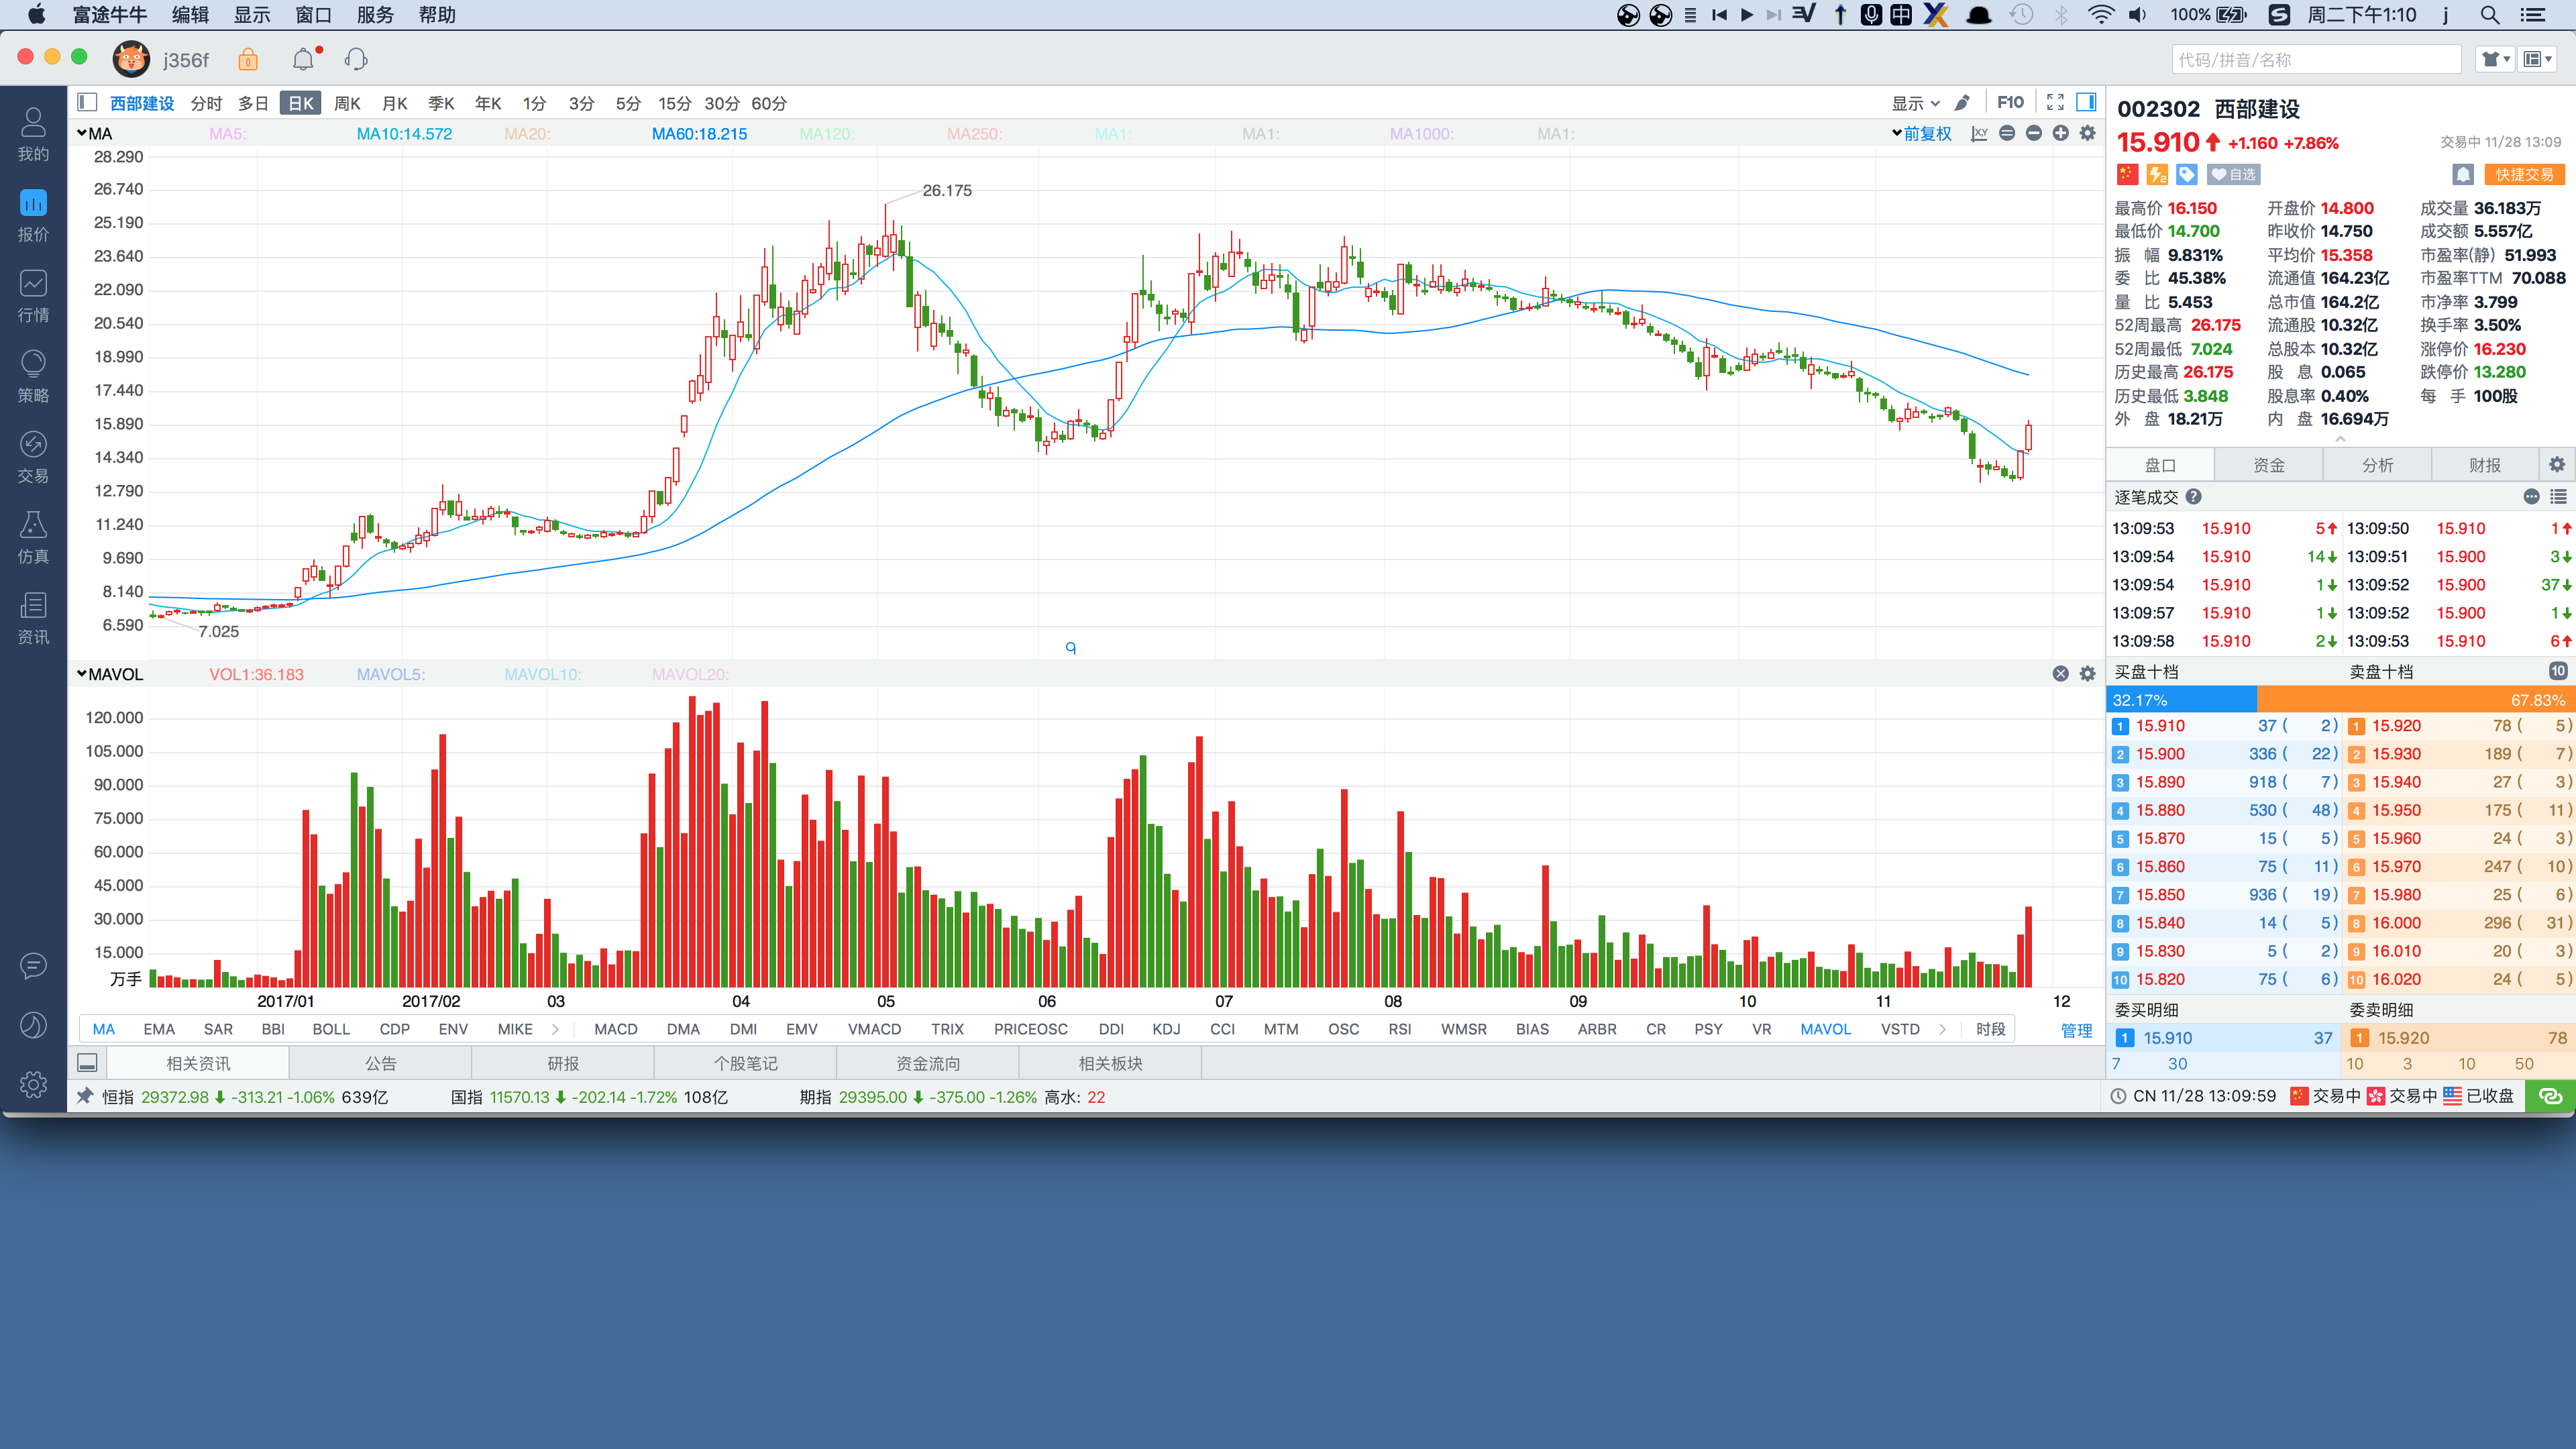 富途牛牛 编辑 显示 窗口 服务 帮助 100% 周二下午1:10 j
j356f 代码/拼音/名称
我的
报价
行情
策略
交易
仿真
资讯
西部建设 分时 多日 日K 周K 月K 季K 年K 1分 3分 5分 15分 30分 60分 显示 F10
MA MA5: MA10:14.572 MA20: MA60:18.215 MA120: MA250: MA1: MA1: MA1000: MA1: 前复权
28.290
26.740
25.190
23.640
22.090
20.540
18.990
17.440
15.890
14.340
12.790
11.240
9.690
8.140
6.590
26.175
7.025
q
MAVOL VOL1:36.183 MAVOL5: MAVOL10: MAVOL20:
120.000
105.000
90.000
75.000
60.000
45.000
30.000
15.000
万手
2017/01 2017/02 03 04 05 06 07 08 09 10 11 12
MA EMA SAR BBI BOLL CDP ENV MIKE MACD DMA DMI EMV VMACD TRIX PRICEOSC DDI KDJ CCI MTM OSC RSI WMSR BIAS ARBR CR PSY VR MAVOL VSTD 时段 管理
相关资讯 公告 研报 个股笔记 资金流向 相关板块
恒指 29372.98 -313.21 -1.06% 639亿 国指 11570.13 -202.14 -1.72% 108亿 期指 29395.00 -375.00 -1.26% 高水: 22
002302 西部建设
15.910 +1.160 +7.86% 交易中 11/28 13:09
自选 快捷交易
最高价 16.150 开盘价 14.800 成交量 36.183万
最低价 14.700 昨收价 14.750 成交额 5.557亿
振 幅 9.831% 平均价 15.358 市盈率(静) 51.993
委 比 45.38% 流通值 164.23亿 市盈率TTM 70.088
量 比 5.453 总市值 164.2亿 市净率 3.799
52周最高 26.175 流通股 10.32亿 换手率 3.50%
52周最低 7.024 总股本 10.32亿 涨停价 16.230
历史最高 26.175 股 息 0.065 跌停价 13.280
历史最低 3.848 股息率 0.40% 每 手 100股
外 盘 18.21万 内 盘 16.694万
盘口 资金 分析 财报
逐笔成交
13:09:53 15.910 5 13:09:50 15.910 1
13:09:54 15.910 14 13:09:51 15.900 3
13:09:54 15.910 1 13:09:52 15.900 37
13:09:57 15.910 1 13:09:52 15.900 1
13:09:58 15.910 2 13:09:53 15.910 6
买盘十档 卖盘十档 10
32.17% 67.83%
1 15.910 37 ( 2) 1 15.920 78 ( 5)
2 15.900 336 ( 22) 2 15.930 189 ( 7)
3 15.890 918 ( 7) 3 15.940 27 ( 3)
4 15.880 530 ( 48) 4 15.950 175 ( 11)
5 15.870 15 ( 5) 5 15.960 24 ( 3)
6 15.860 75 ( 11) 6 15.970 247 ( 10)
7 15.850 936 ( 19) 7 15.980 25 ( 6)
8 15.840 14 ( 5) 8 16.000 296 ( 31)
9 15.830 5 ( 2) 9 16.010 20 ( 3)
10 15.820 75 ( 6) 10 16.020 24 ( 5)
委买明细 委卖明细
1 15.910 37 1 15.920 78
7 30 10 3 10 50
CN 11/28 13:09:59 交易中 交易中 已收盘